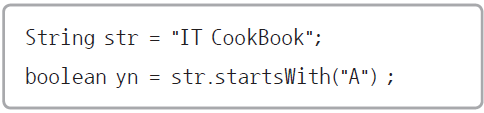 String str = "IT CookBook";
boolean yn = str.startsWith("A") ;